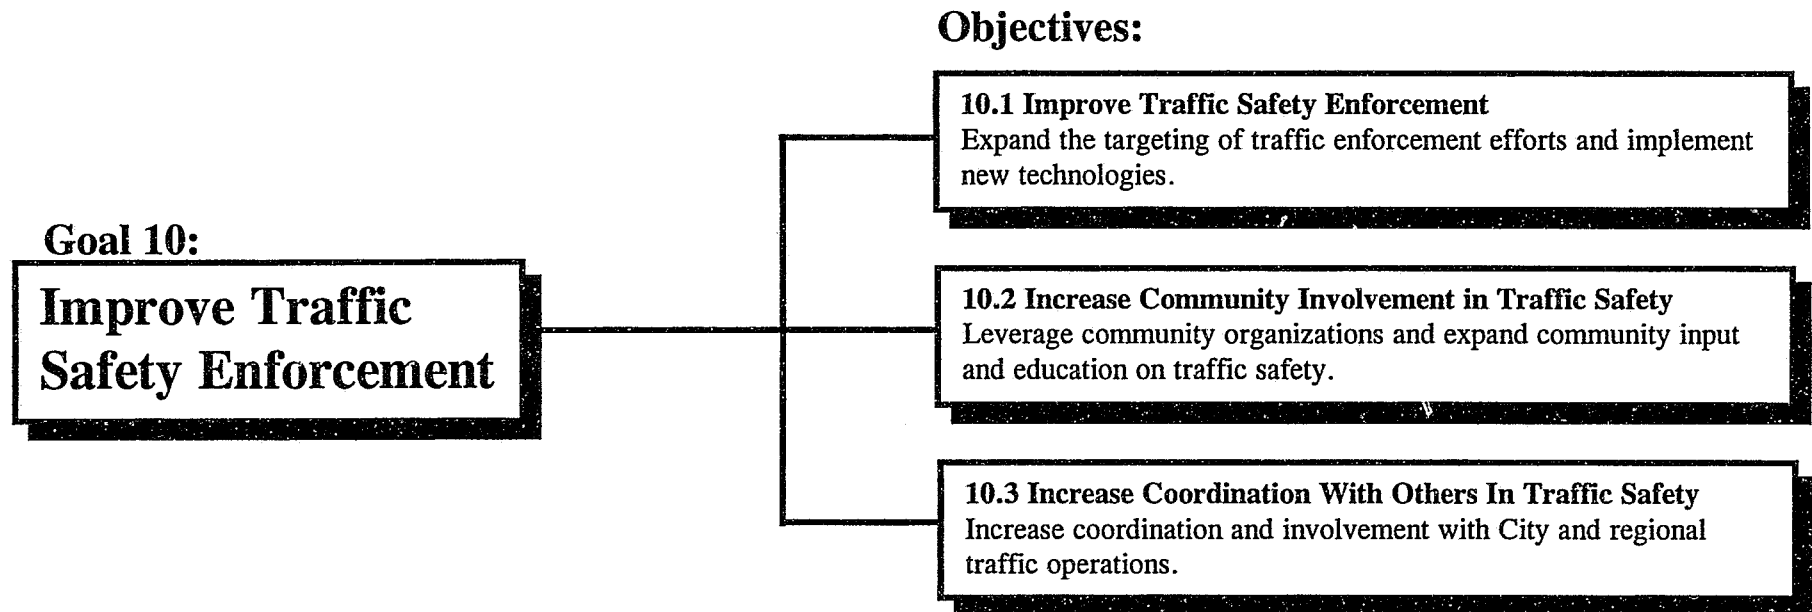 Objectives:
10.1 Improve Traffic Safety Enforcement
Expand the targeting of traffic enforcement efforts and implement
new technologies.
Goal 10:
Improve Traffic
Safety Enforcement
10.2 Increase Community Involvement in Traffic Safety
Leverage community organizations and expand community input
and education on traffic safety.
10.3 Increase Coordination With Others In Traffic Safety
Increase coordination and involvement with City and regional
traffic operations.